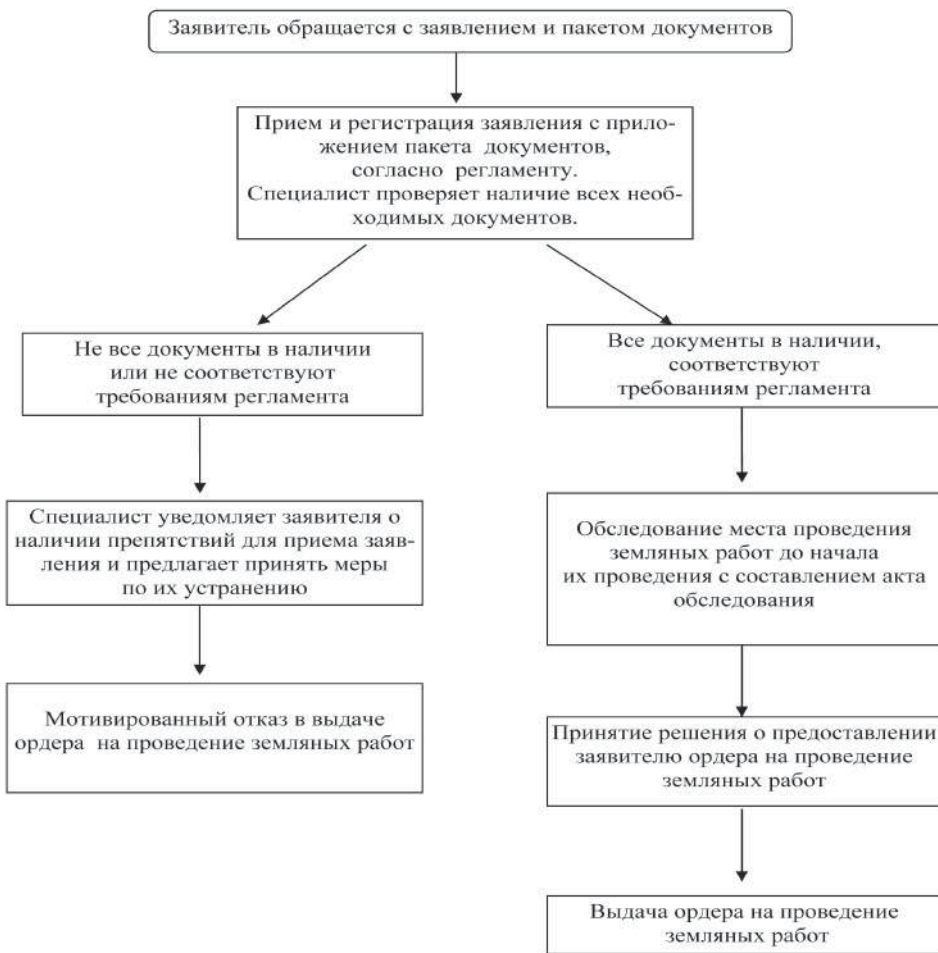 Заявитель обращается с заявлением и пакетом документов
Прием и регистрация заявления с прило-
жением пакета документов,
согласно регламенту.
Специалист проверяет наличие всех необ-
ходимых документов.
Не все документы в наличии
или не соответствуют
требованиям регламента
Специалист уведомляет заявителя о
наличии препятствий для приема заяв-
ления и предлагает принять меры
по их устранению
Мотивированный отказ в выдаче
ордера на проведение земляных работ
Все документы в наличии,
соответствуют
требованиям регламента
Обследование места проведения
земляных работ до начала
их проведения с составлением акта
обследования
Принятие решения о предоставлении
заявителю ордера на проведение
земляных работ
Выдача ордера на проведение
земляных работ